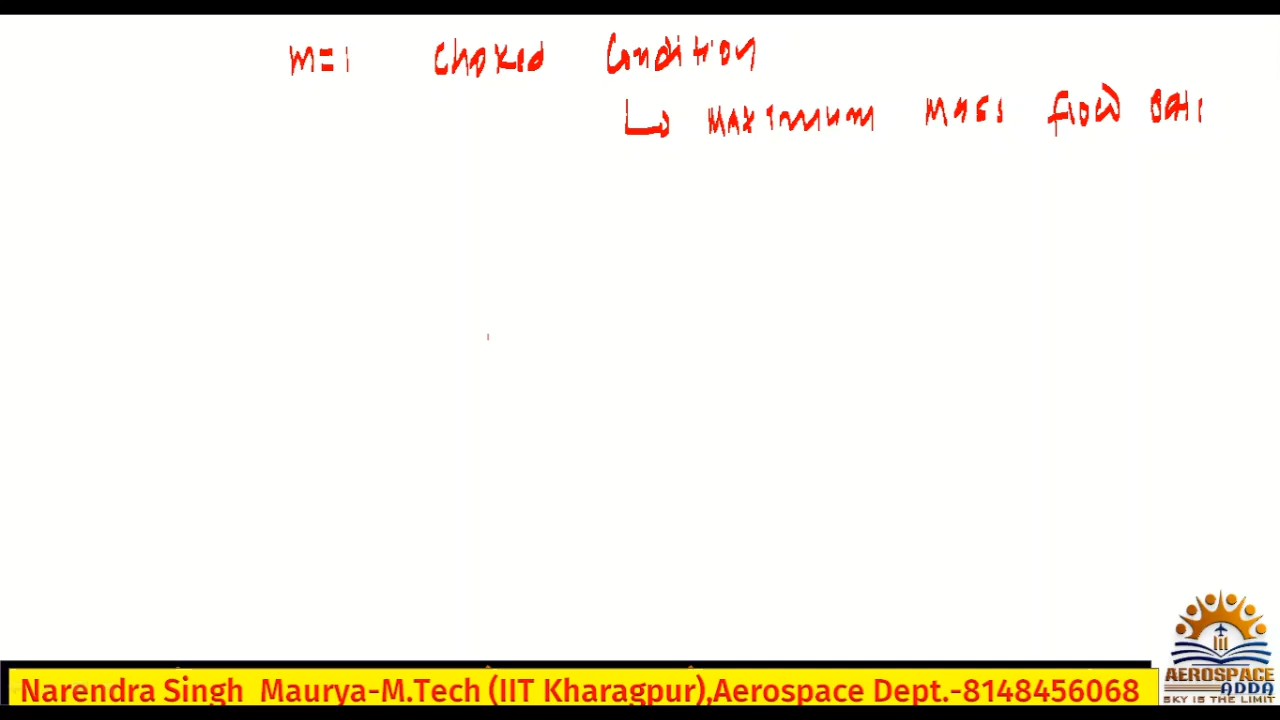 M=1 Choked Condition
↳ MAXIMUM MASS flow RATE
Narendra Singh Maurya-M.Tech (IIT Kharagpur),Aerospace Dept.-8148456068
AEROSPACE
ADDA
SKY IS THE LIMIT